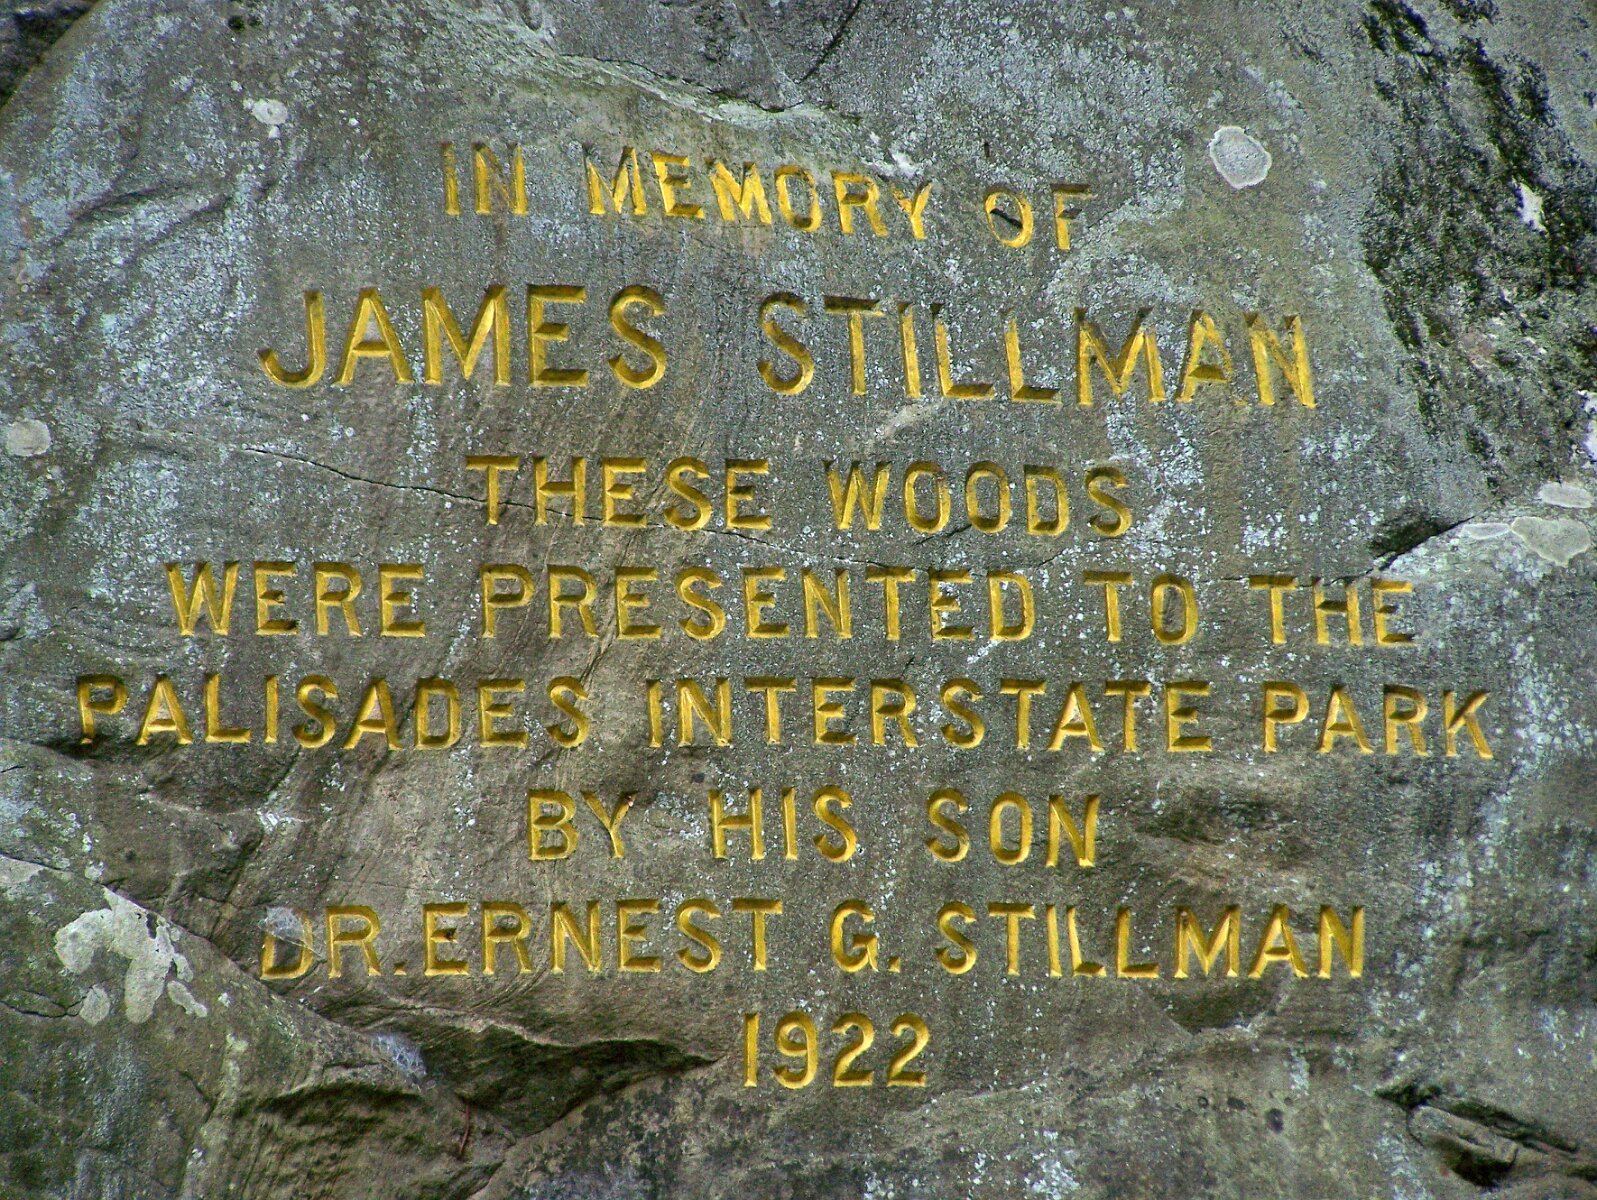 IN MEMORY OF
JAMES STILLMAN
THESE WOODS
WERE PRESENTED TO THE
PALISADES INTERSTATE PARK
BY HIS SON
DR. ERNEST G. STILLMAN
1922